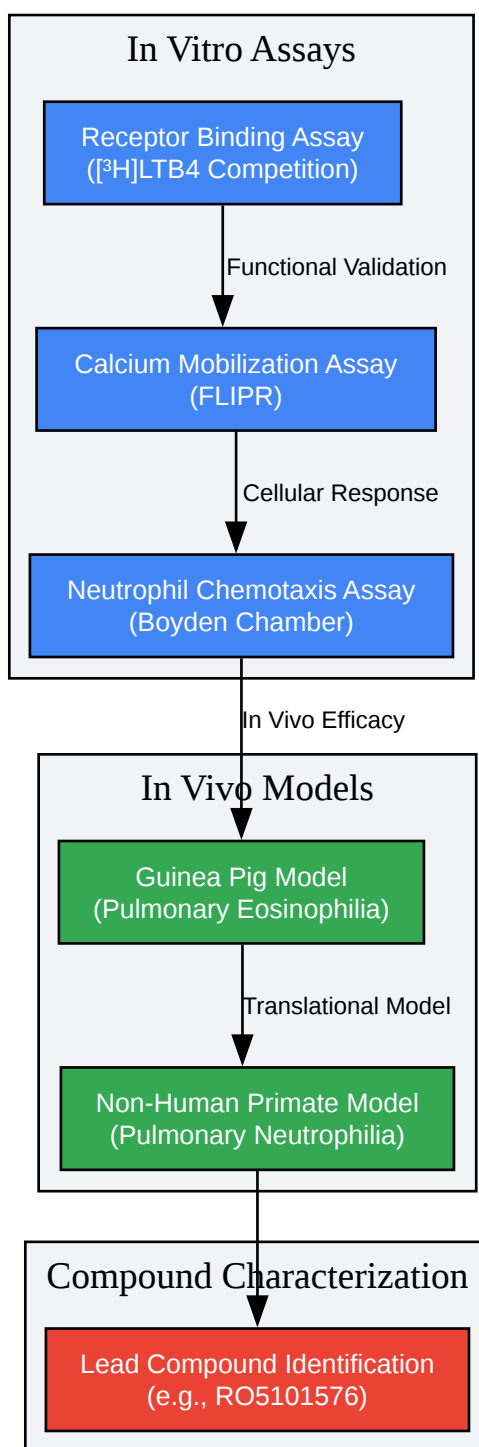 In Vitro Assays
Receptor Binding Assay
([³H]LTB4 Competition)
Functional Validation
Calcium Mobilization Assay
(FLIPR)
Cellular Response
Neutrophil Chemotaxis Assay
(Boyden Chamber)
In Vivo Efficacy
In Vivo Models
Guinea Pig Model
(Pulmonary Eosinophilia)
Translational Model
Non-Human Primate Model
(Pulmonary Neutrophilia)
Compound Characterization
Lead Compound Identification
(e.g., RO5101576)